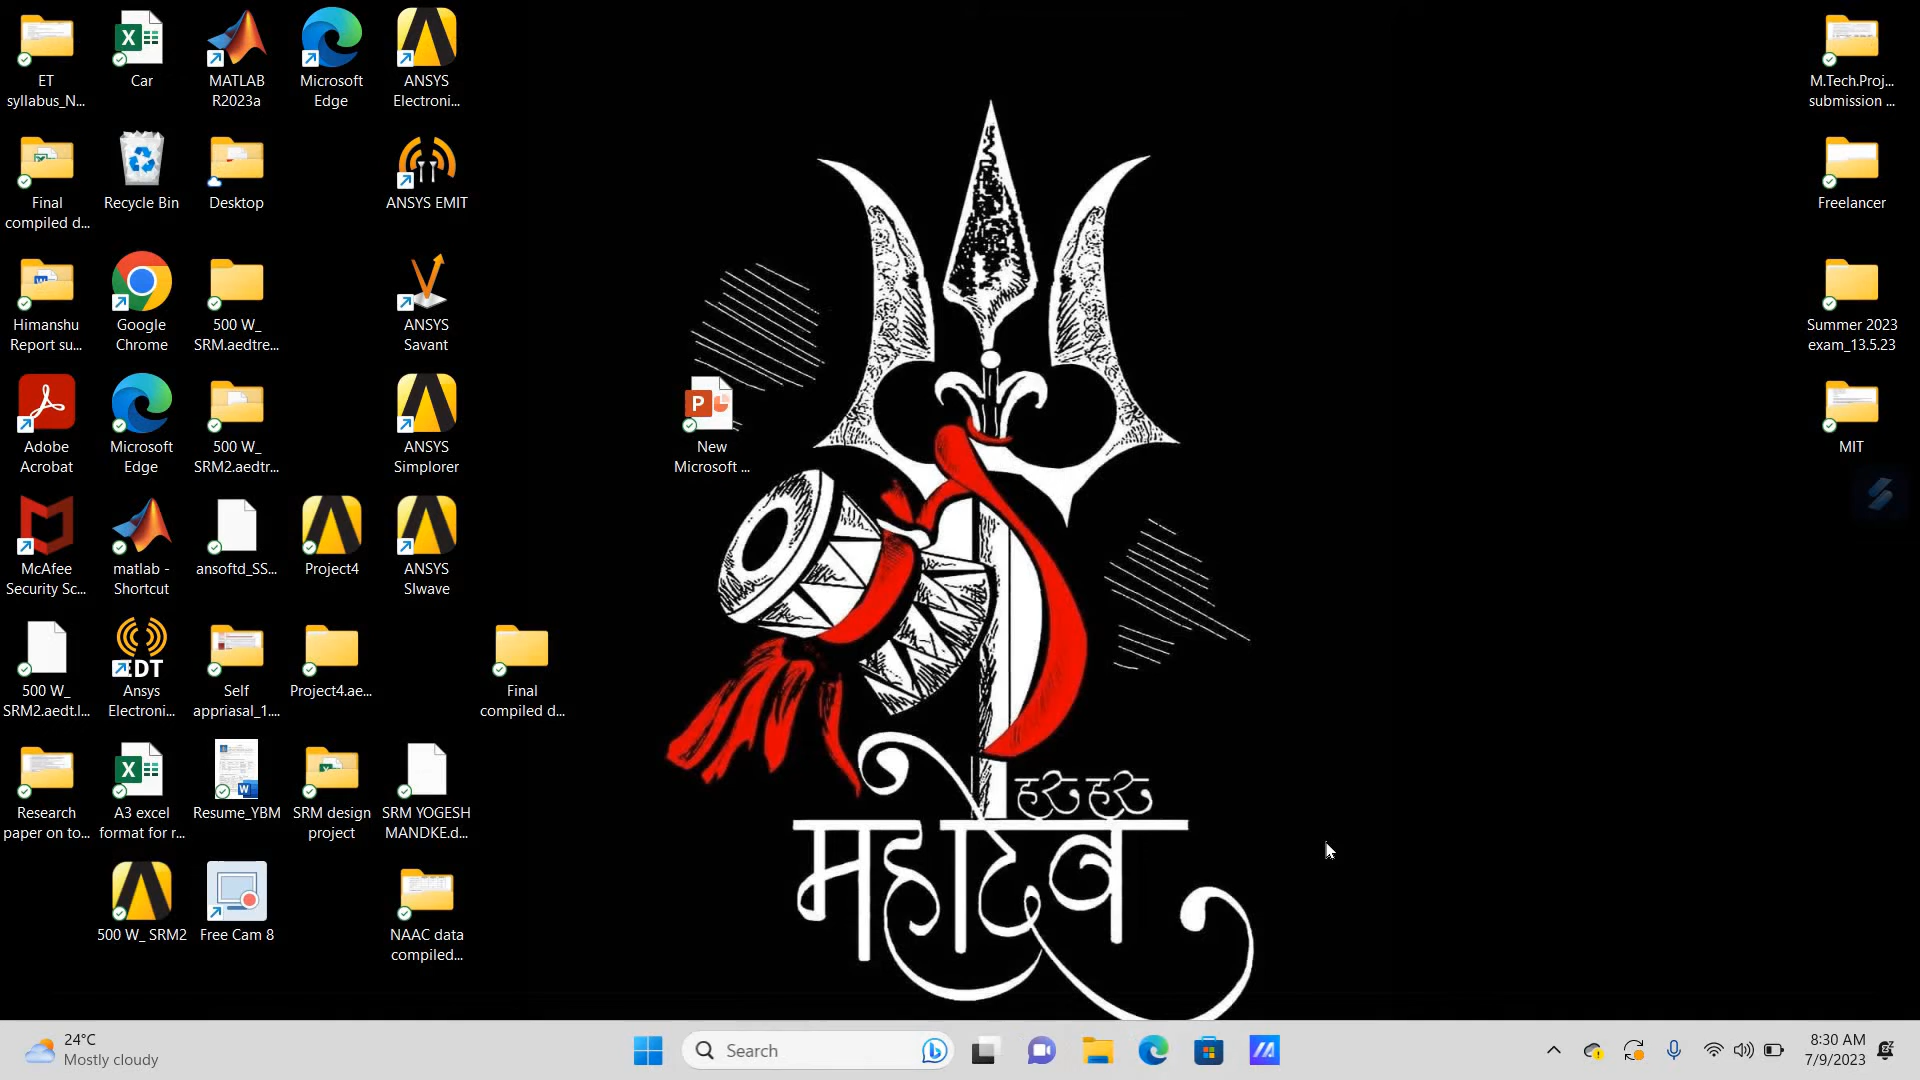 ET
syllabus_N...
Car
MATLAB
R2023a
Microsoft
Edge
ANSYS
Electroni...
M.Tech.Proj...
submission ...
Final
compiled d...
Recycle Bin
Desktop
ANSYS EMIT
Freelancer
Himanshu
Report su...
Google
Chrome
500 W_
SRM.aedtre...
ANSYS
Savant
Summer 2023
exam_13.5.23
Adobe
Acrobat
Microsoft
Edge
500 W_
SRM2.aedtr...
ANSYS
Simplorer
P
New
Microsoft ...
MIT
McAfee
Security Sc...
matlab -
Shortcut
ansoftd_SS...
Project4
ANSYS
SIwave
500 W_
SRM2.aedt.l...
EDT
Ansys
Electroni...
Self
appriasal_1....
Project4.ae...
Final
compiled d...
Research
paper on to...
A3 excel
format for r...
Resume_YBM
SRM design
project
SRM YOGESH
MANDKE.d...
500 W_ SRM2
Free Cam 8
NAAC data
compiled...
हर हर
महादेव
24°C
Mostly cloudy
Search
8:30 AM
7/9/2023